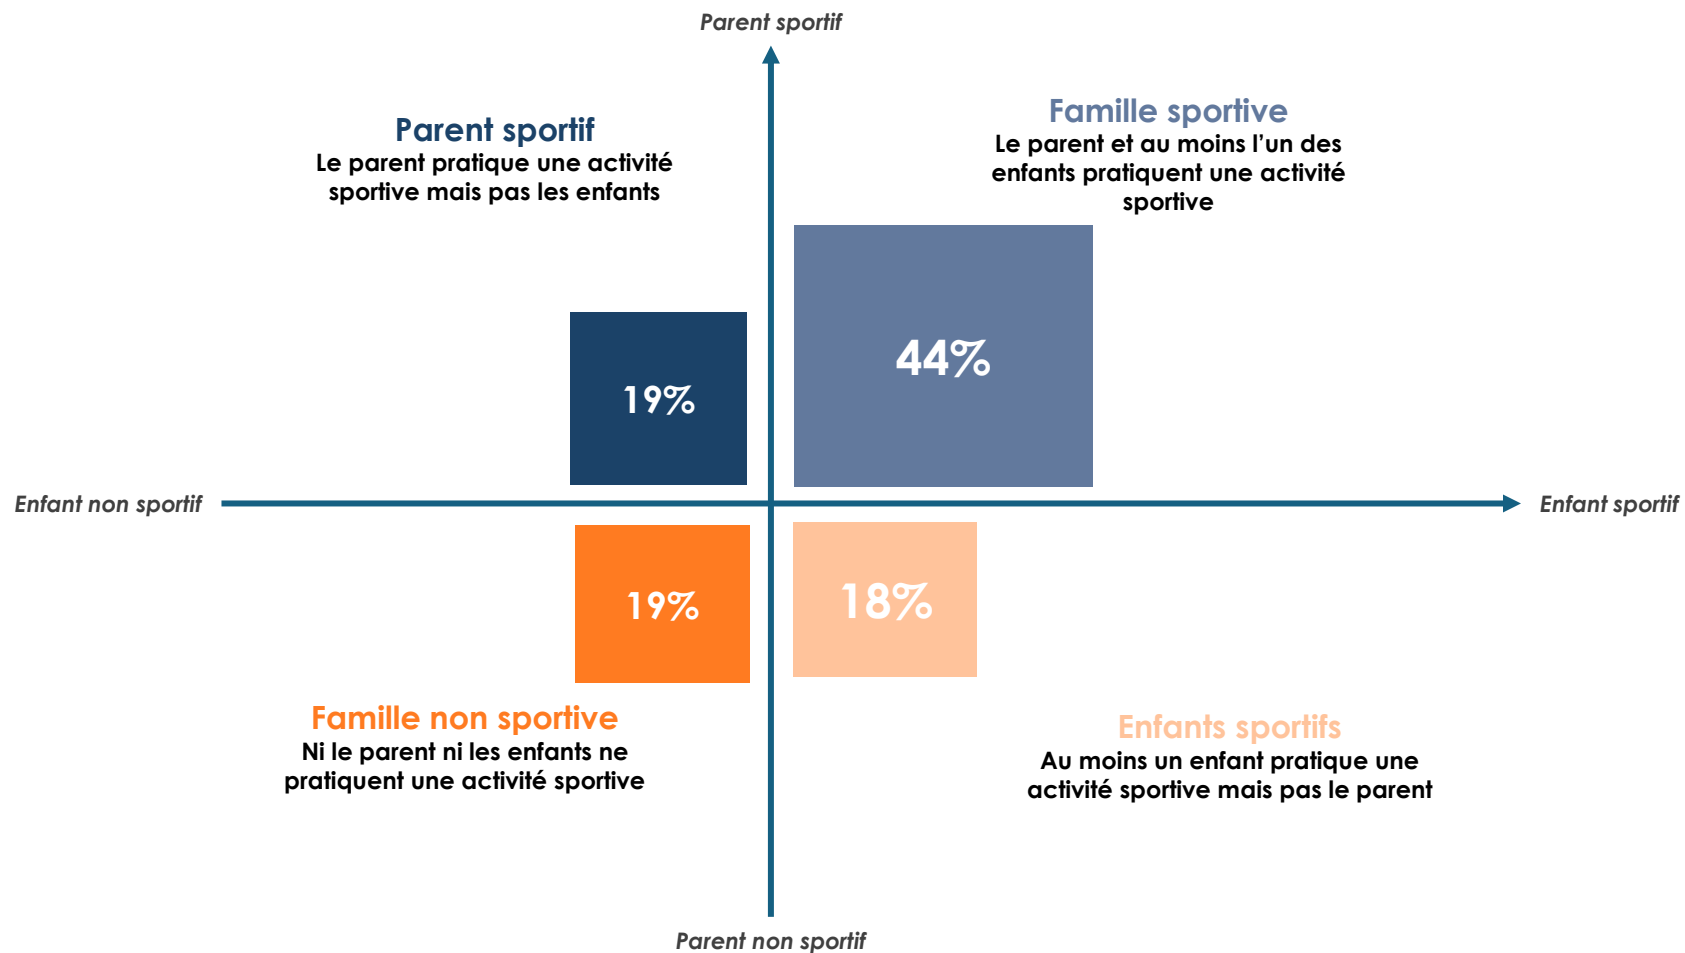 Parent sportif
Parent sportif
Le parent pratique une activité
sportive mais pas les enfants
Famille sportive
Le parent et au moins l’un des
enfants pratiquent une activité
sportive
44%
19%
Enfant non sportif
Enfant sportif
19%
18%
Famille non sportive
Ni le parent ni les enfants ne
pratiquent une activité sportive
Enfants sportifs
Au moins un enfant pratique une
activité sportive mais pas le parent
Parent non sportif